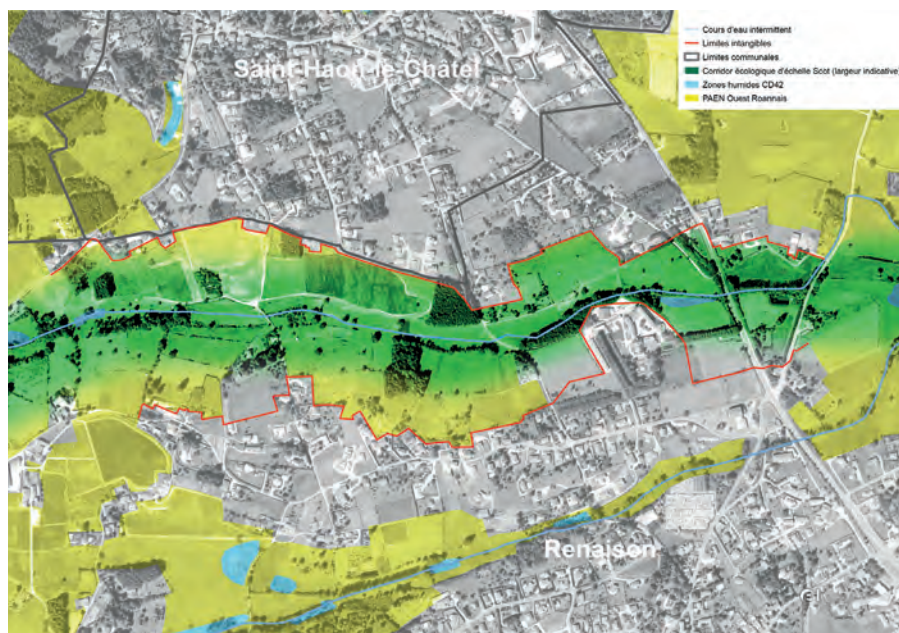 Saint-Haon-le-Châtel
Cours d'eau intermittent
Limites intangibles
Limites communales
Corridor écologique d'échelle Scot (largeur indicative)
Zones humides CD42
PAEN Ouest Roannais
Renaison